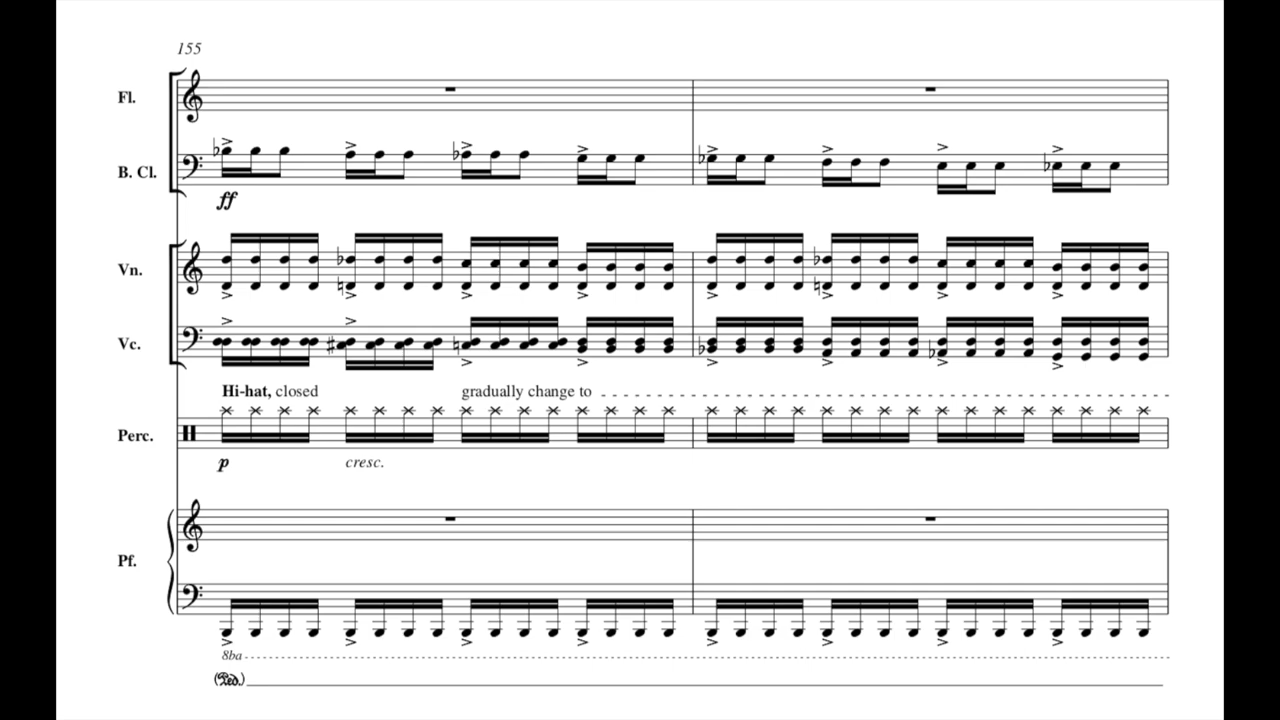 155
Fl.
B. Cl.
ff
Vn.
Vc.
Hi-hat, closed gradually change to
Perc.
p cresc.
Pf.
8ba
(Ped.)